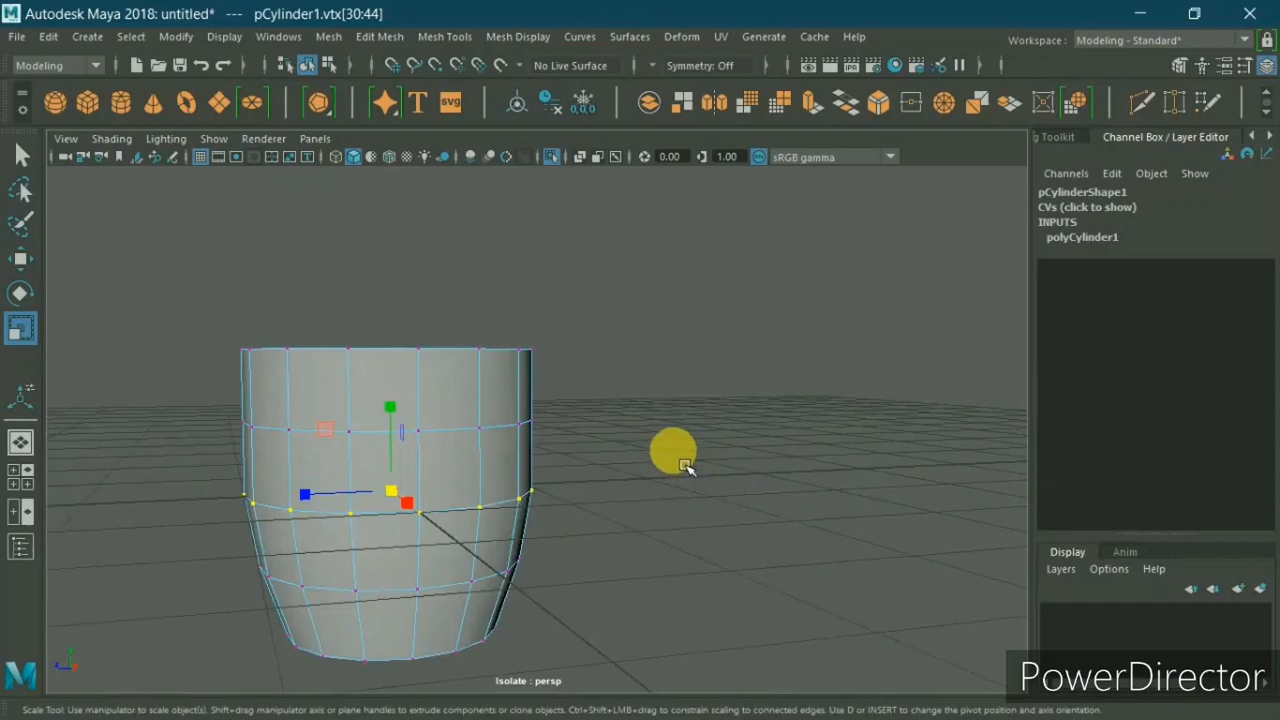 Autodesk Maya 2018: untitled* --- pCylinder1.vtx[30:44]
File Edit Create Select Modify Display Windows Mesh Edit Mesh Mesh Tools Mesh Display Curves Surfaces Deform UV Generate Cache Help Workspace : Modeling - Standard*
Modeling No Live Surface Symmetry: Off
T SVG 0,0,0
View Shading Lighting Show Renderer Panels
0.00 1.00 sRGB gamma
g Toolkit Channel Box / Layer Editor
Channels Edit Object Show
pCylinderShape1
CVs (click to show)
INPUTS
polyCylinder1
Display Anim
Layers Options Help
Isolate : persp
PowerDirector
Scale Tool: Use manipulator to scale object(s). Shift+drag manipulator axis or plane handles to extrude components or clone objects. Ctrl+Shift+LMB+drag to constrain scaling to connected edges. Use D or INSERT to change the pivot position and axis orientation.